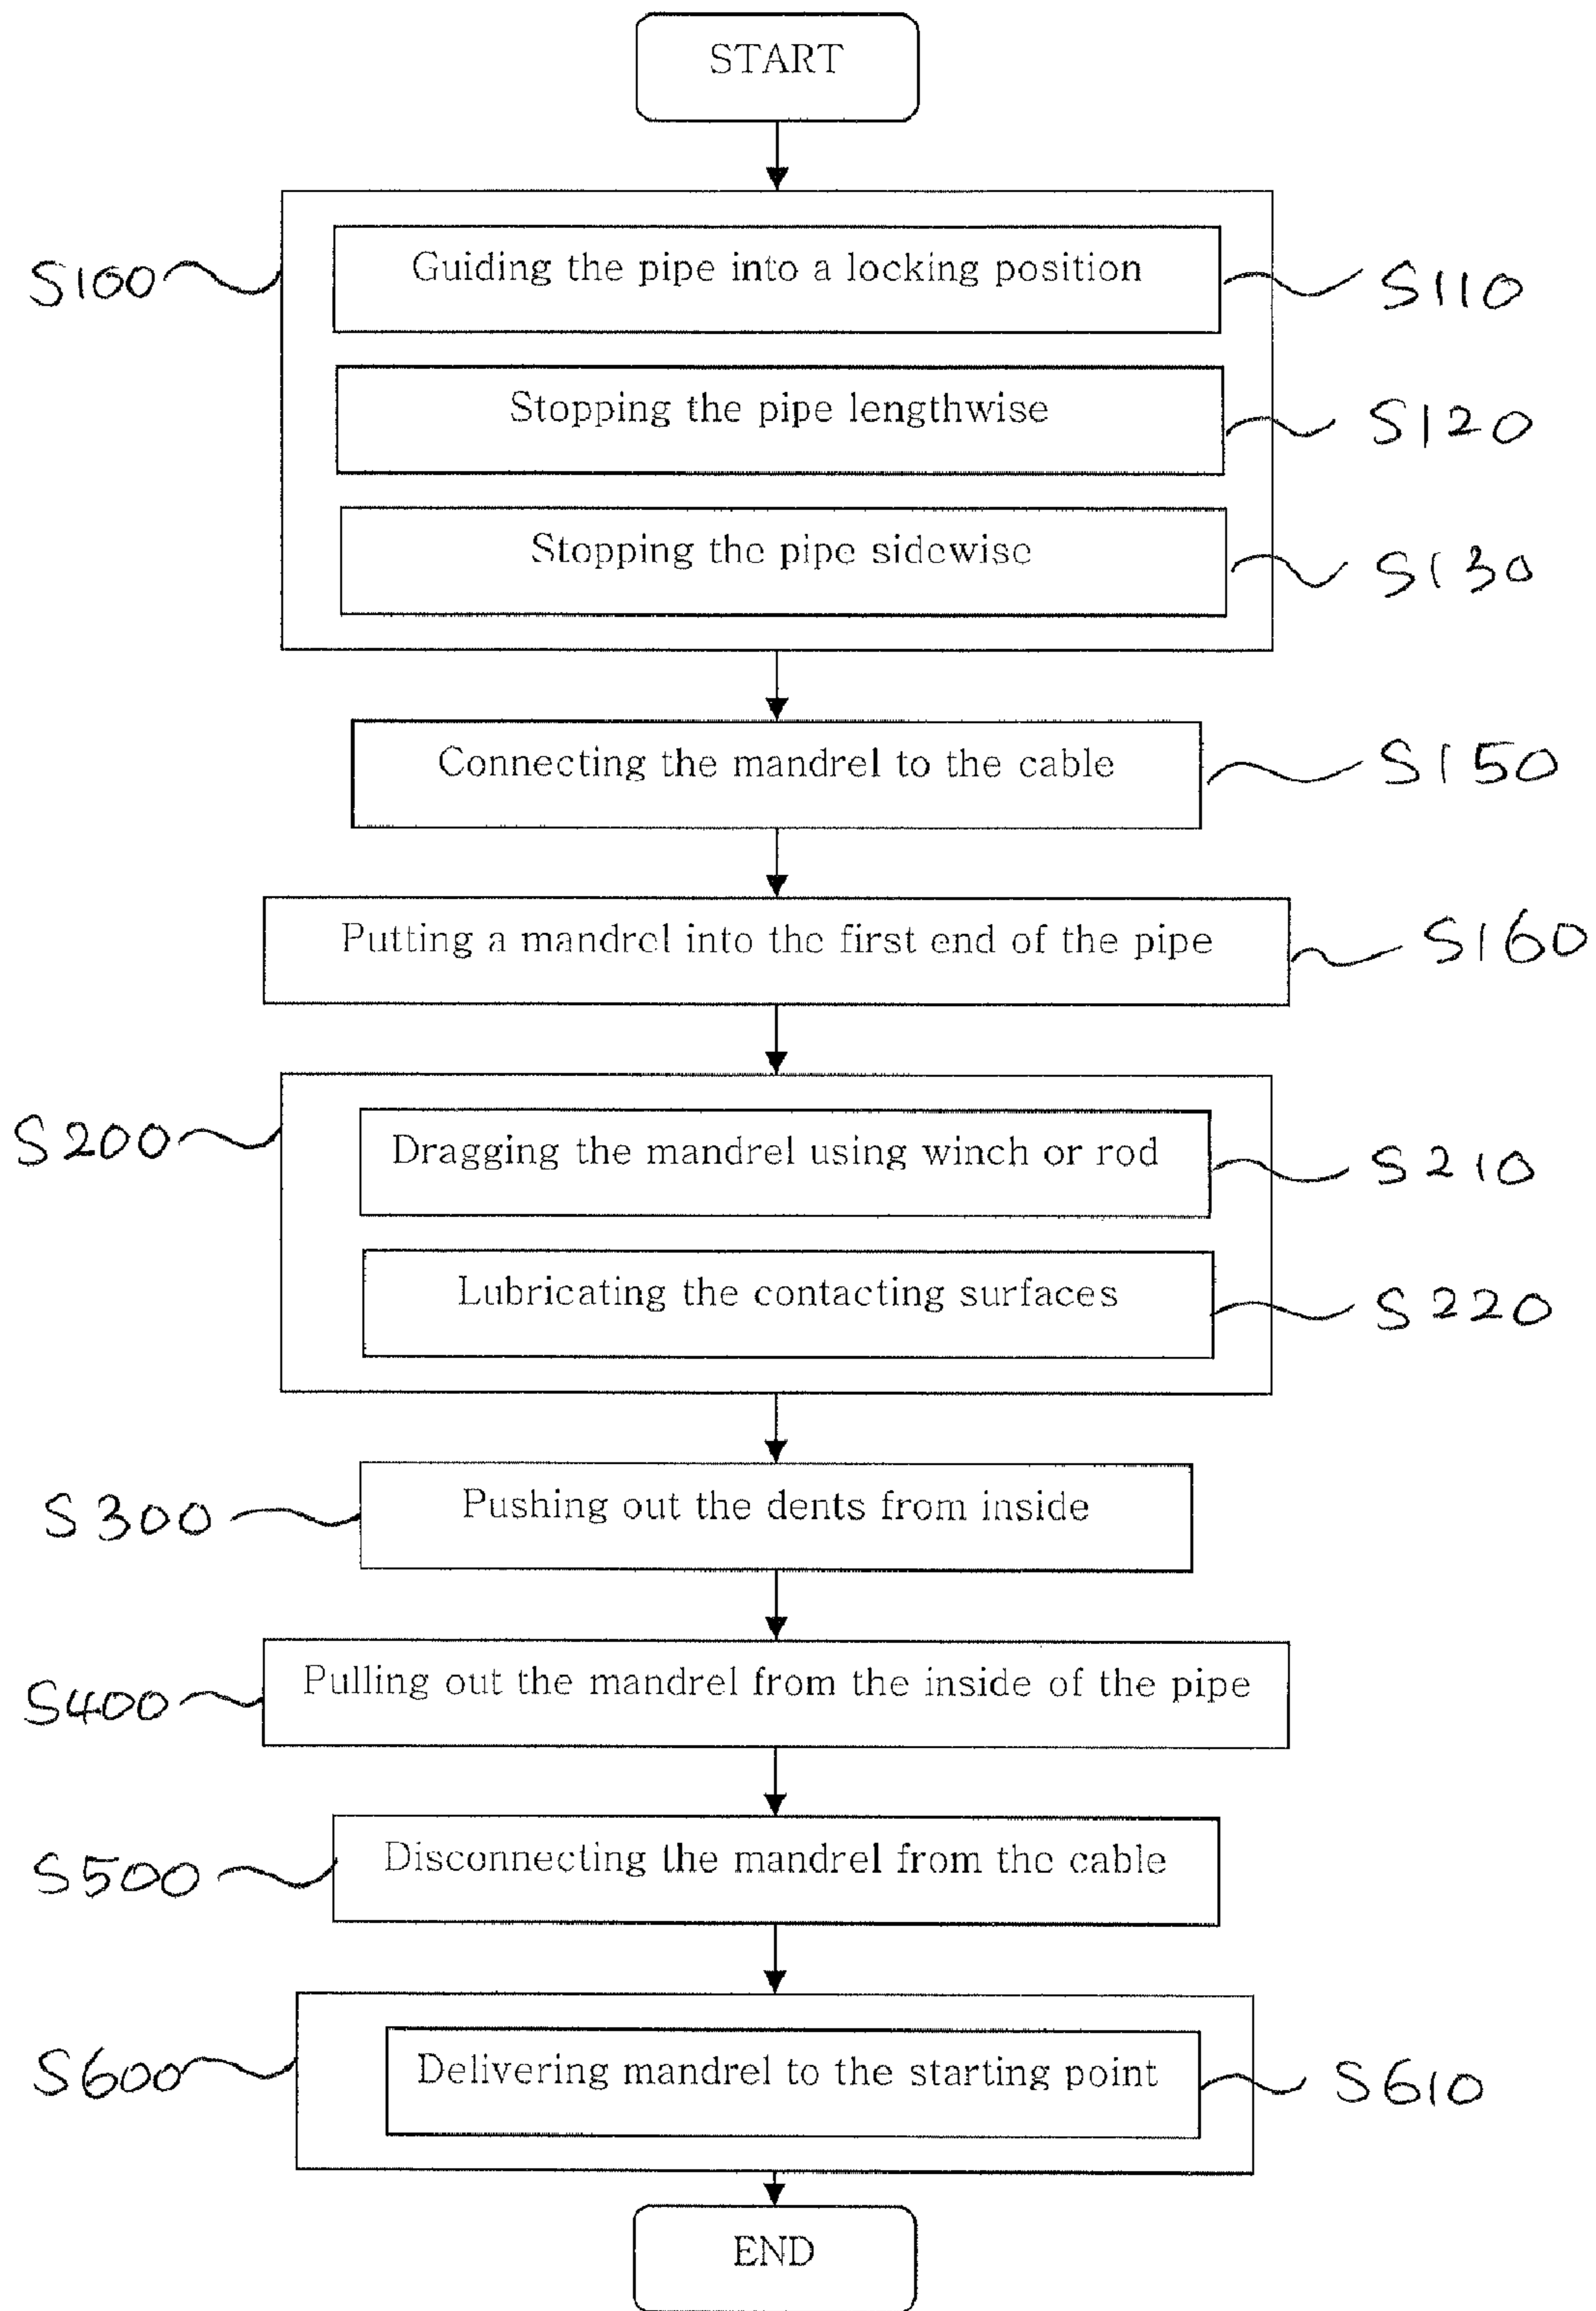 START
S100
Guiding the pipe into a locking position
S110
Stopping the pipe lengthwise
S120
Stopping the pipe sidewise
S130
Connecting the mandrel to the cable
S150
Putting a mandrel into the first end of the pipe
S160
S200
Dragging the mandrel using winch or rod
S210
Lubricating the contacting surfaces
S220
S300
Pushing out the dents from inside
S400
Pulling out the mandrel from the inside of the pipe
S500
Disconnecting the mandrel from the cable
S600
Delivering mandrel to the starting point
S610
END